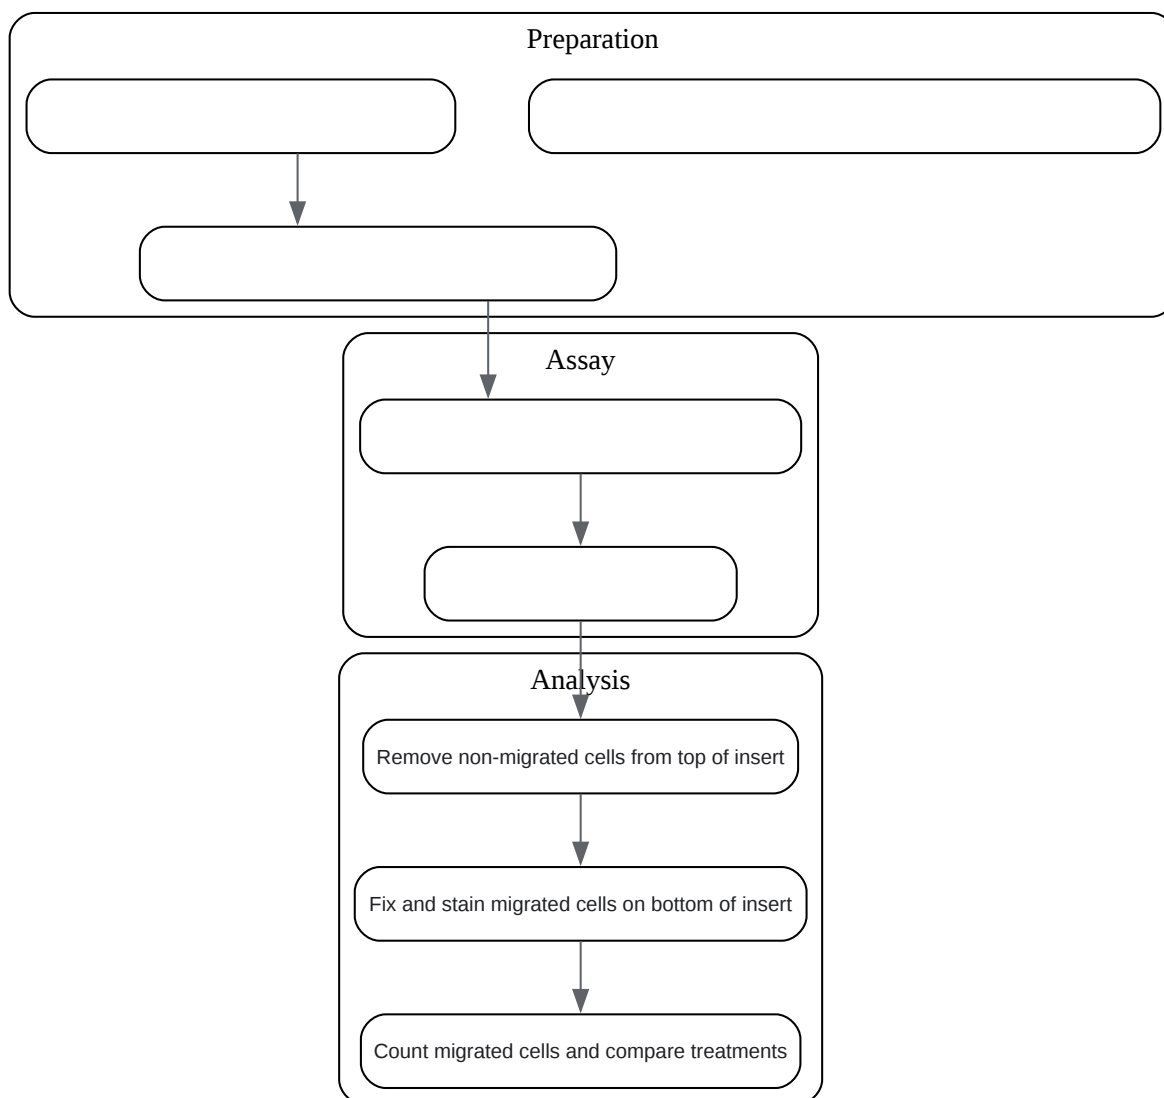 Preparation
Assay
Analysis
Remove non-migrated cells from top of insert
Fix and stain migrated cells on bottom of insert
Count migrated cells and compare treatments